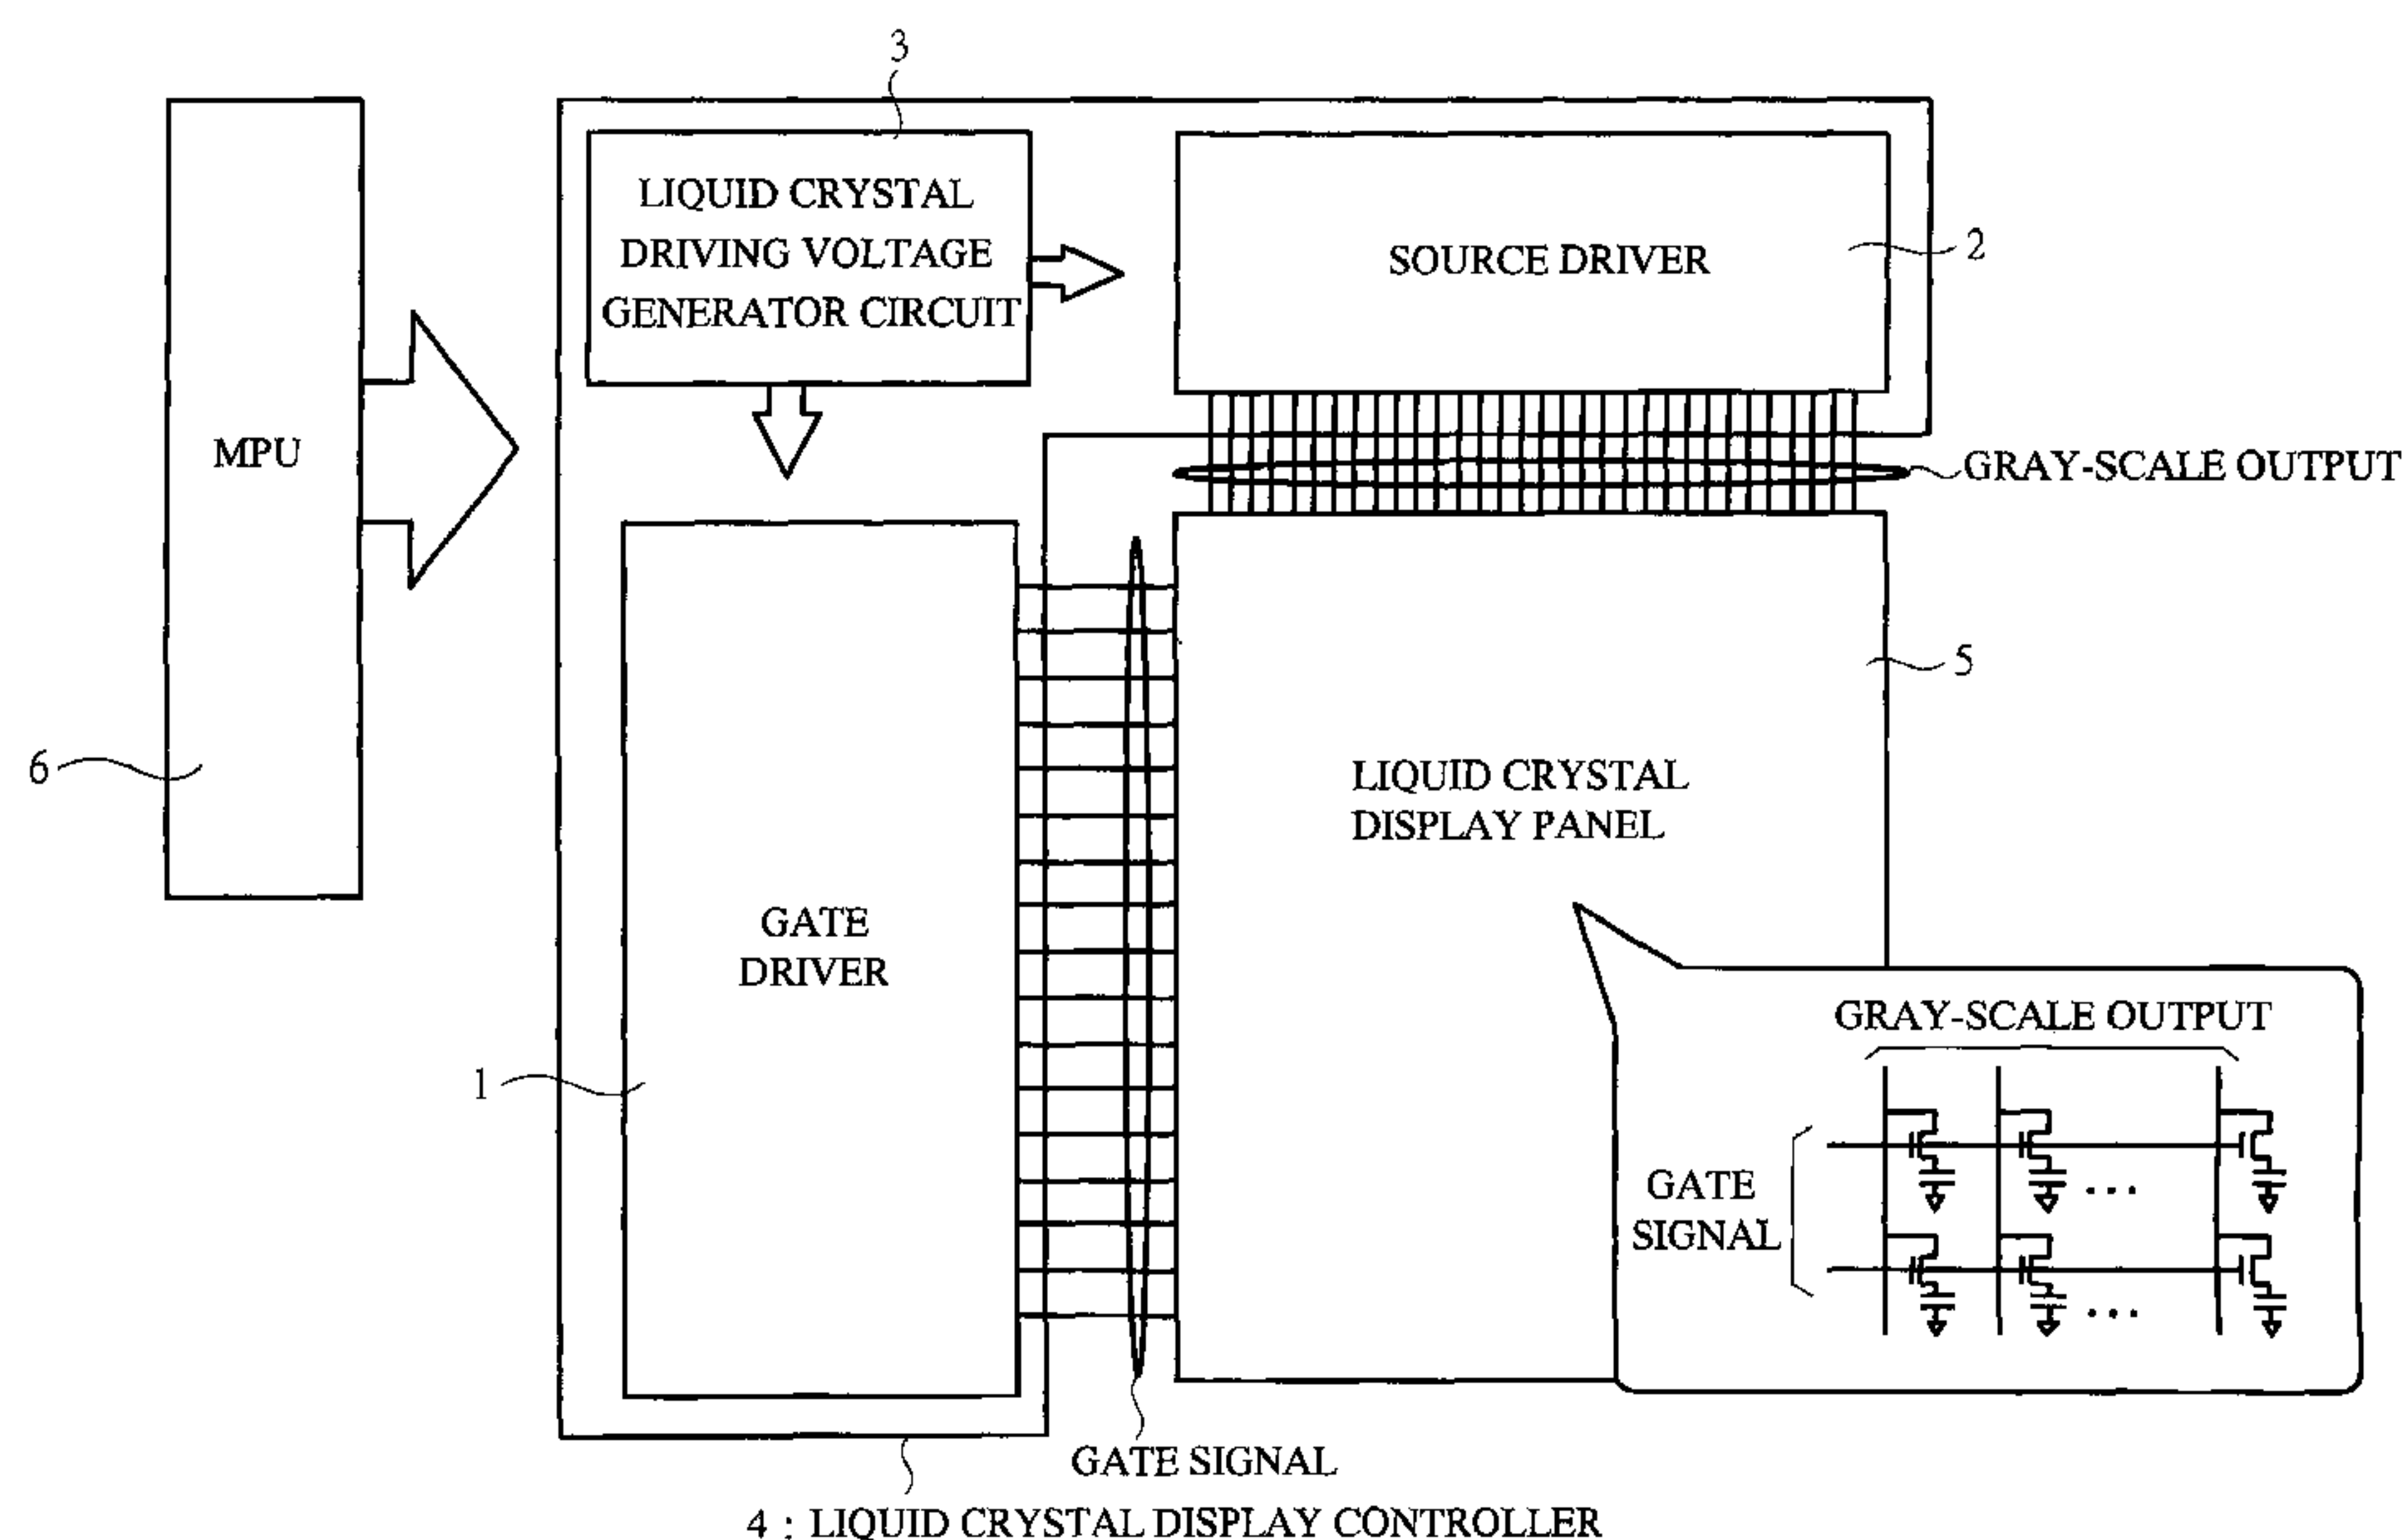 3
LIQUID CRYSTAL
DRIVING VOLTAGE
GENERATOR CIRCUIT
SOURCE DRIVER
2
MPU
GRAY-SCALE OUTPUT
5
6
LIQUID CRYSTAL
DISPLAY PANEL
GATE
DRIVER
1
GRAY-SCALE OUTPUT
GATE
SIGNAL
...
...
GATE SIGNAL
4 : LIQUID CRYSTAL DISPLAY CONTROLLER